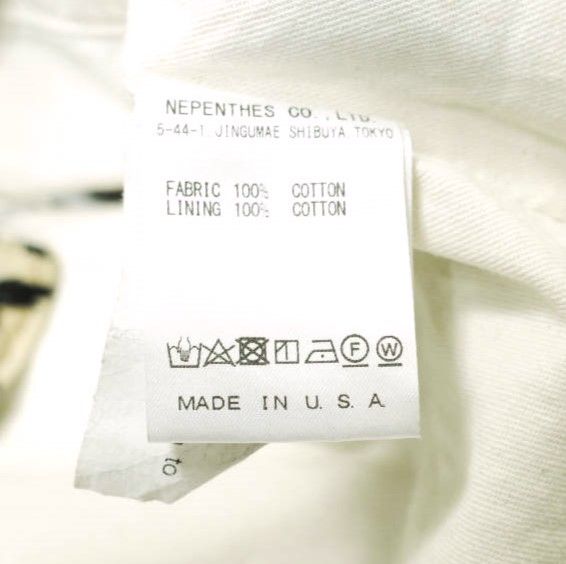 NEPENTHES CO.,LTD.
5-44-1 JINGUMAE SHIBUYA TOKYO
FABRIC 100% COTTON
LINING 100% COTTON
F W
MADE IN U.S.A